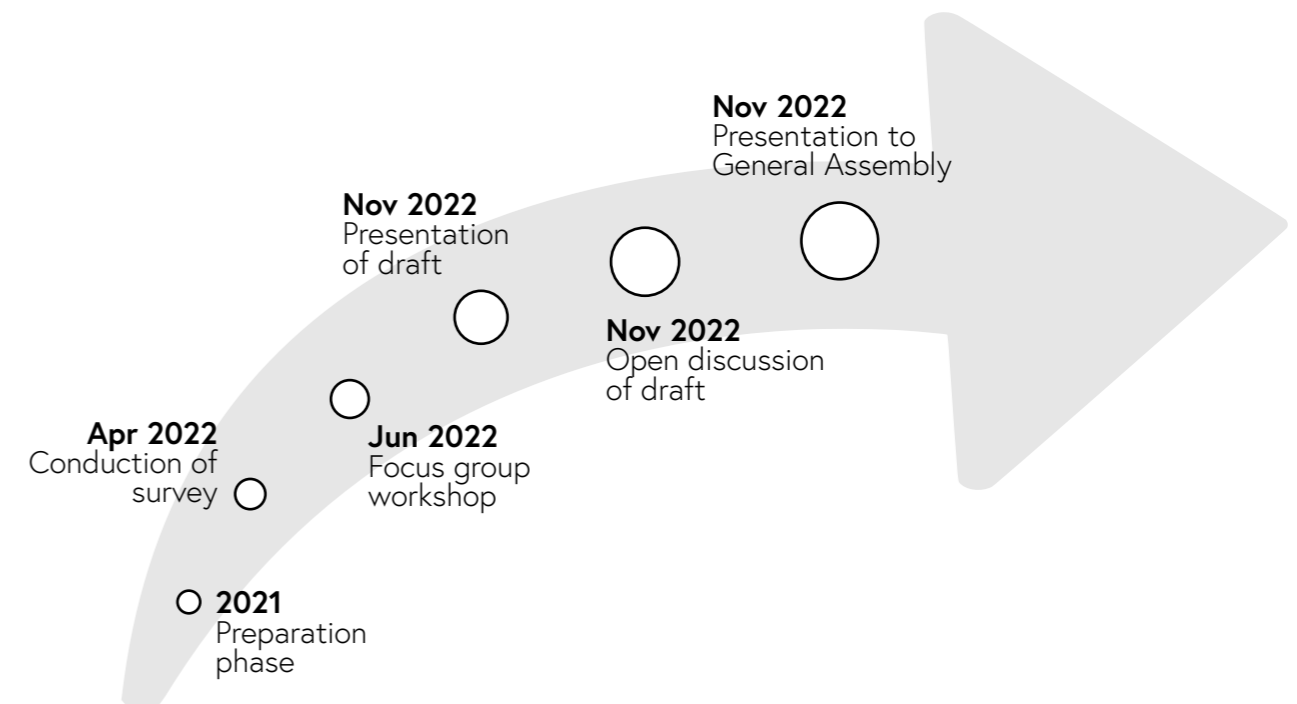 2021
Preparation
phase
Apr 2022
Conduction of
survey
Jun 2022
Focus group
workshop
Nov 2022
Presentation
of draft
Nov 2022
Open discussion
of draft
Nov 2022
Presentation to
General Assembly